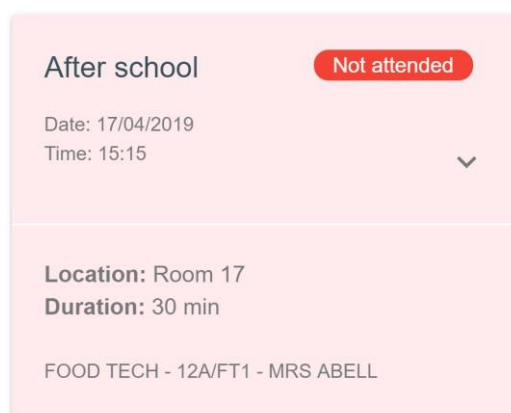 After school
Not attended
Date: 17/04/2019
Time: 15:15
Location: Room 17
Duration: 30 min
FOOD TECH - 12A/FT1 - MRS ABELL